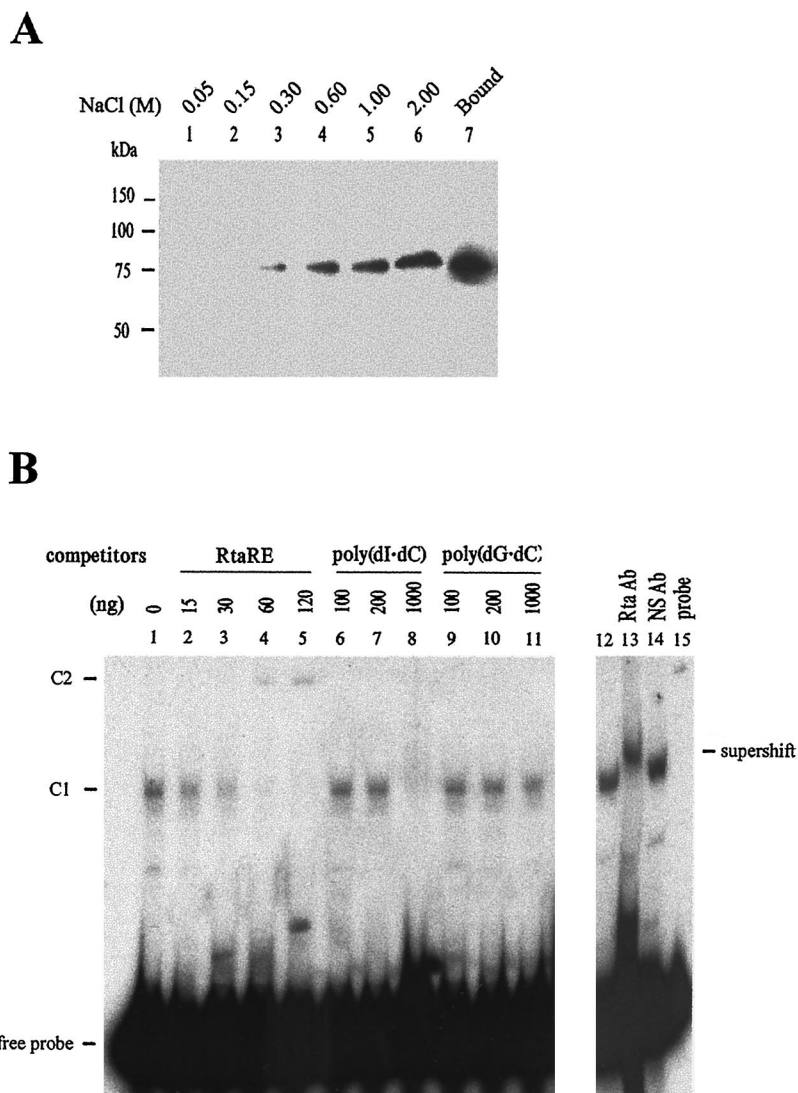 A
NaCl (M) 0.05 0.15 0.30 0.60 1.00 2.00 Bound
1 2 3 4 5 6 7
kDa
150
100
75
50
B
competitors RtaRE poly(dI·dC) poly(dG·dC)
(ng) 0 15 30 60 120 100 200 1000 100 200 1000 Rta Ab NS Ab probe
1 2 3 4 5 6 7 8 9 10 11 12 13 14 15
C2
supershift
C1
free probe